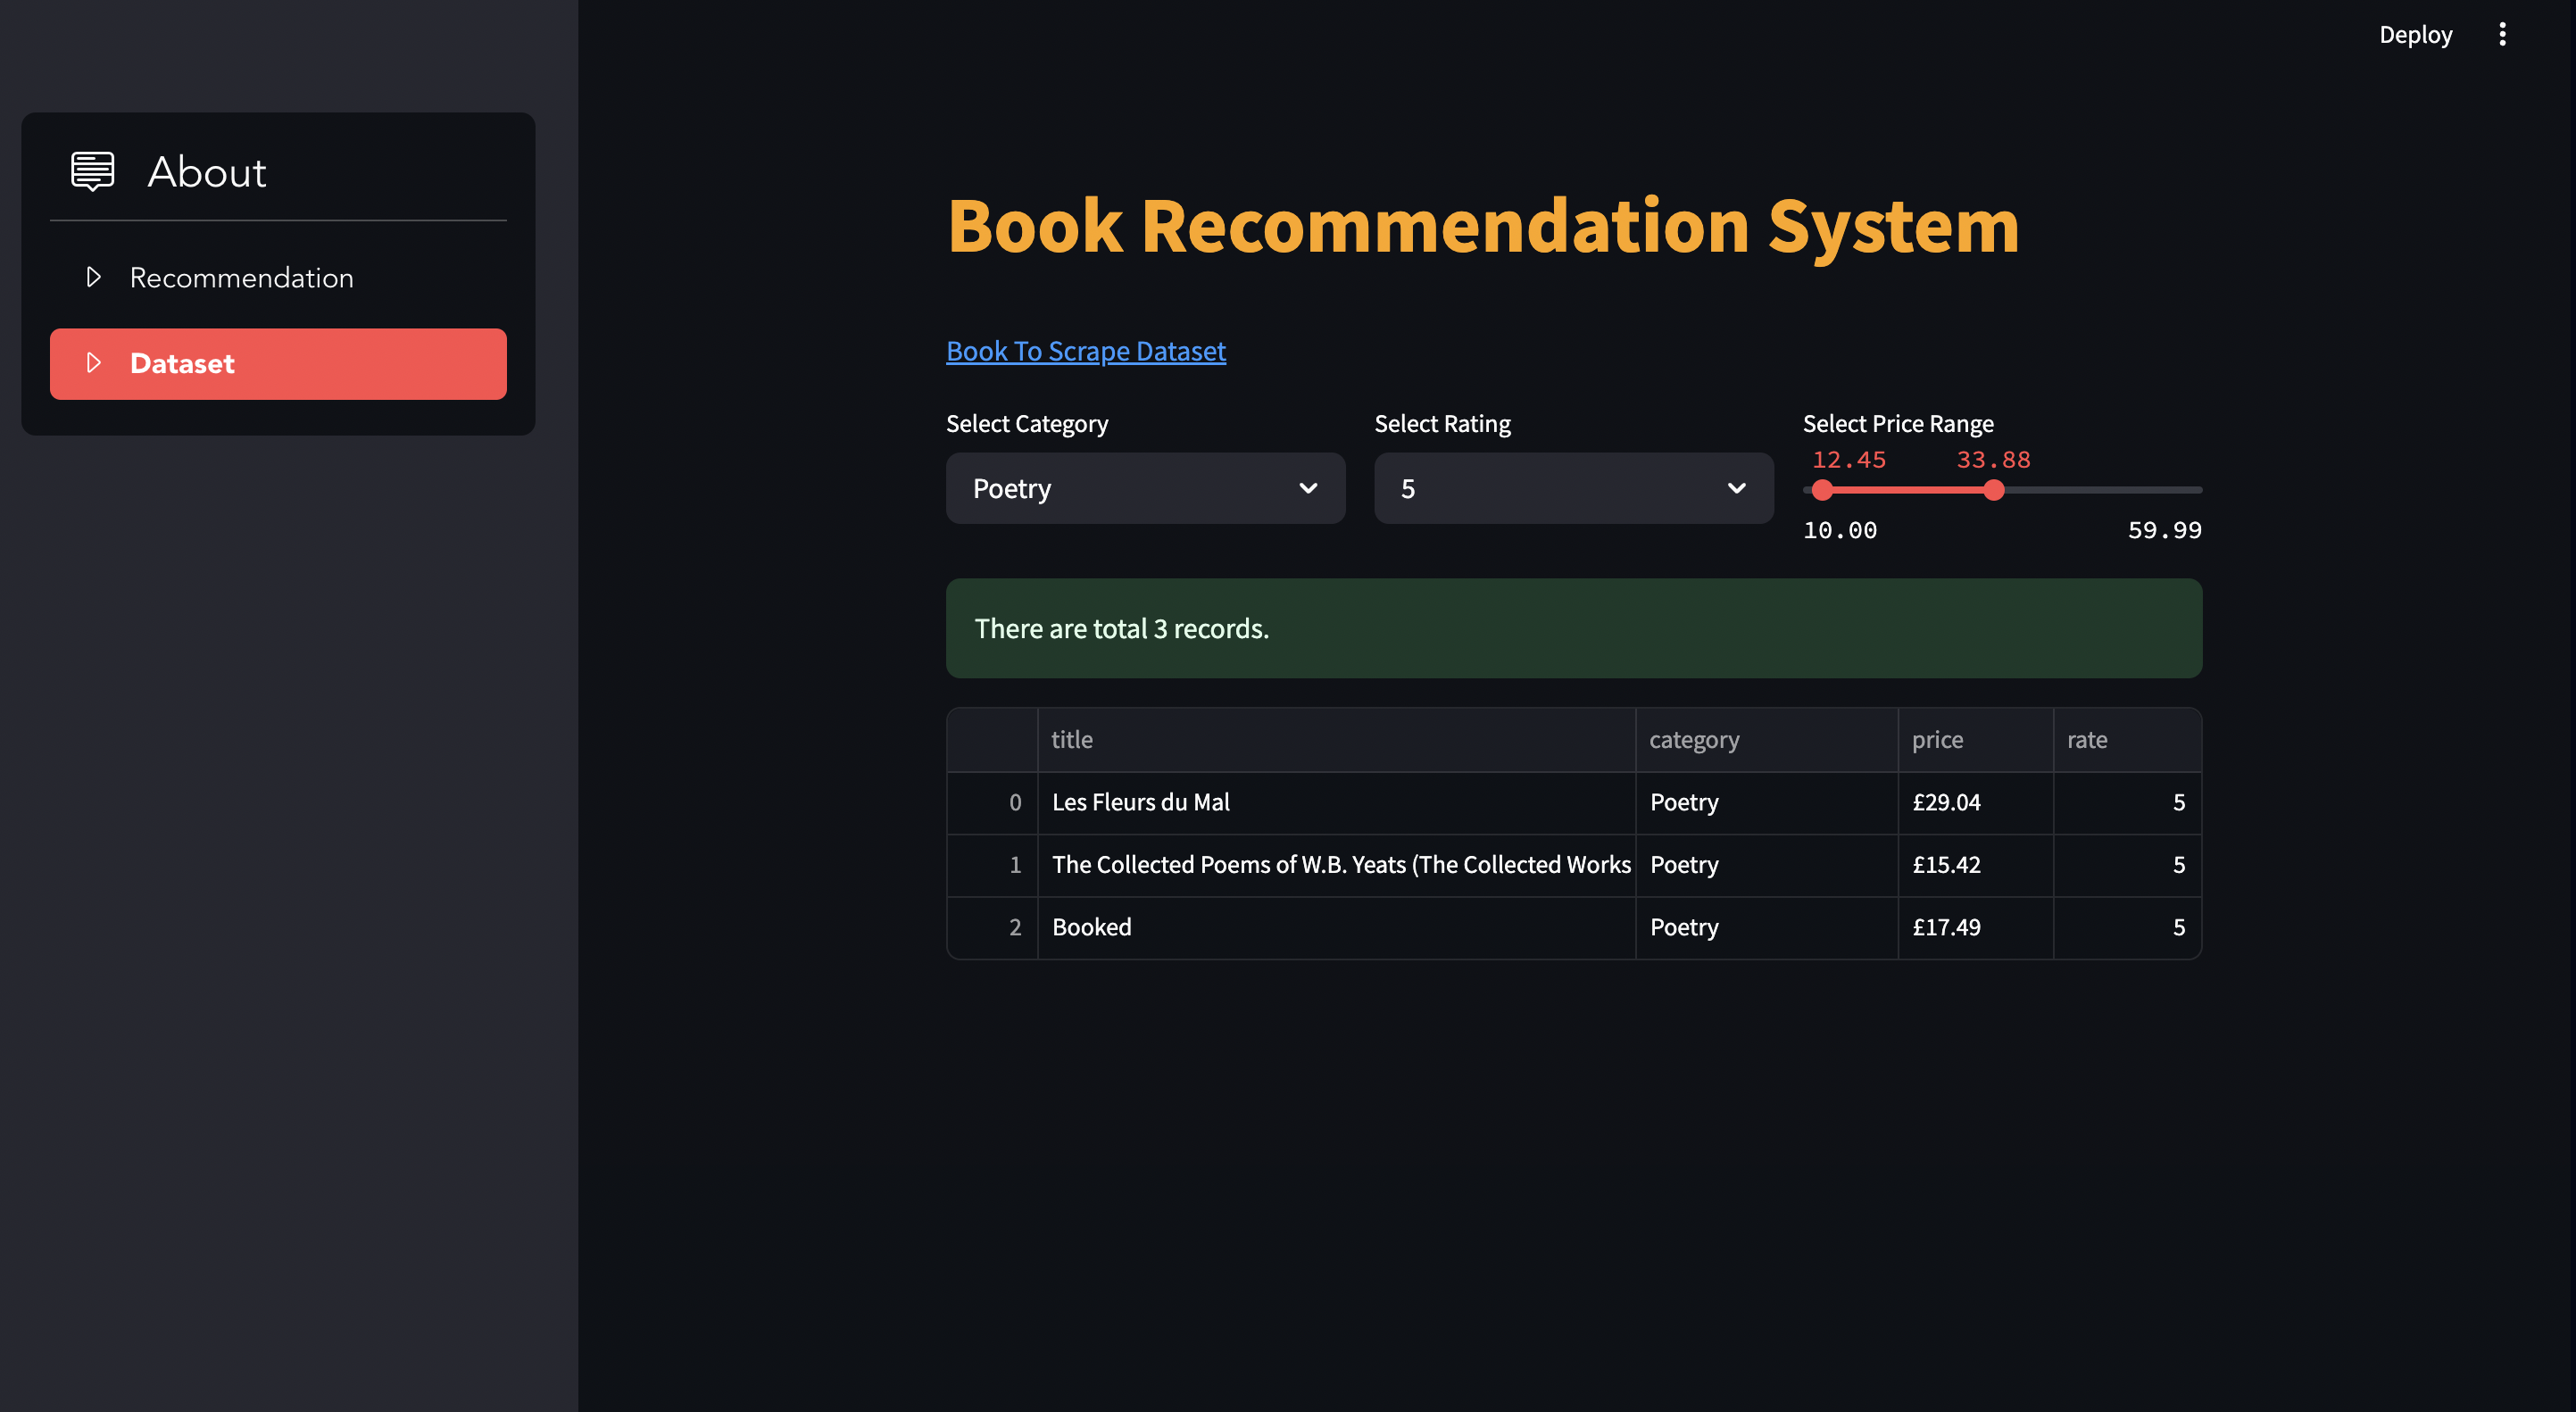 Deploy
About
Recommendation
Dataset
Book Recommendation System
Book To Scrape Dataset
Select Category
Select Rating
Select Price Range
12.45 33.88
Poetry
5
10.00 59.99
There are total 3 records.
title category price rate
0 Les Fleurs du Mal Poetry £29.04 5
1 The Collected Poems of W.B. Yeats (The Collected Works Poetry £15.42 5
2 Booked Poetry £17.49 5